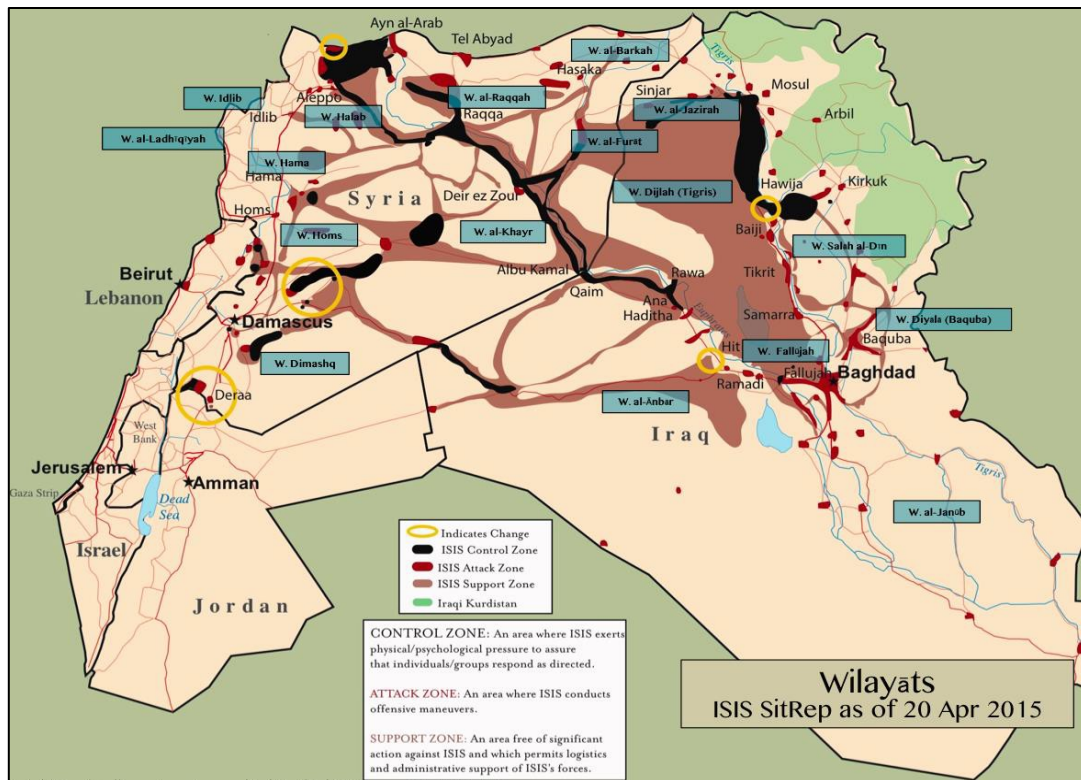 Ayn al-Arab
Tel Abyad
W. al-Barkah
Tigris
Hasaka
Mosul
Sinjar
W. Idlib
Aleppo
W. al-Raqqah
W. al-Jazirah
Idlib
W. Halab
Raqqa
Arbil
W. al-Ladhīqīyah
W. al-Furāt
W. Hama
Hama
Deir ez Zour
W. Dijlah (Tigris)
Hawija
Kirkuk
Syria
Homs
Baiji
W. Homs
W. al-Khayr
W. Salah al-Dīn
Beirut
Lebanon
Albu Kamal
Rawa
Tikrit
Qaim
Ana
Haditha
Euphrates
Samarra
Damascus
W. Diyala (Baquba)
Hit
W. Fallūjah
Baquba
W. Dimashq
Fallujah
Baghdad
Ramadi
Deraa
W. al-Ānbār
West
Bank
Iraq
Jerusalem
Tigris
Amman
Gaza Strip
Dead
Sea
W. al-Janūb
Israel
Jordan
Indicates Change
ISIS Control Zone
ISIS Attack Zone
ISIS Support Zone
Iraqi Kurdistan
CONTROL ZONE: An area where ISIS exerts
physical/psychological pressure to assure
that individuals/groups respond as directed.
ATTACK ZONE: An area where ISIS conducts
offensive maneuvers.
SUPPORT ZONE: An area free of significant
action against ISIS and which permits logistics
and administrative support of ISIS's forces.
Wilayāts
ISIS SitRep as of 20 Apr 2015